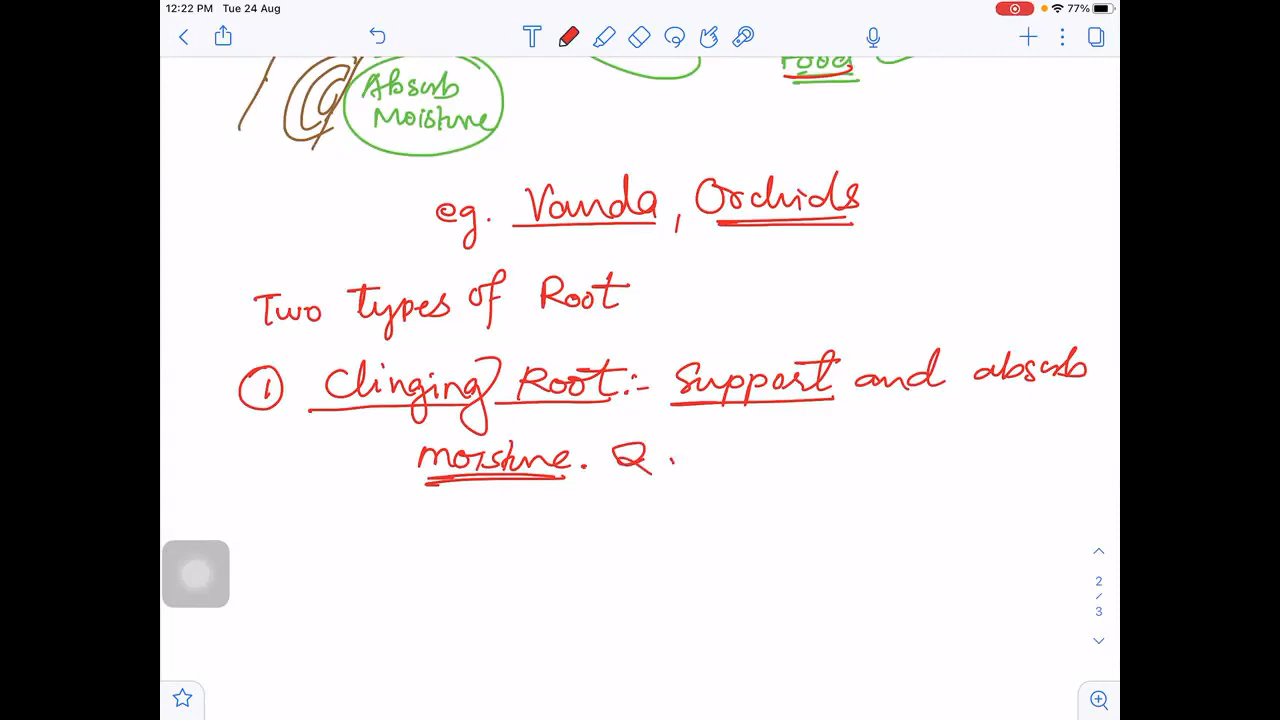 12:22 PM Tue 24 Aug
77%
T
Food
Absorb
Moisture
eg. Vanda, Orchids
Two types of Root
① Clinging Root:- Support and absorb
moisture. Q
2
3